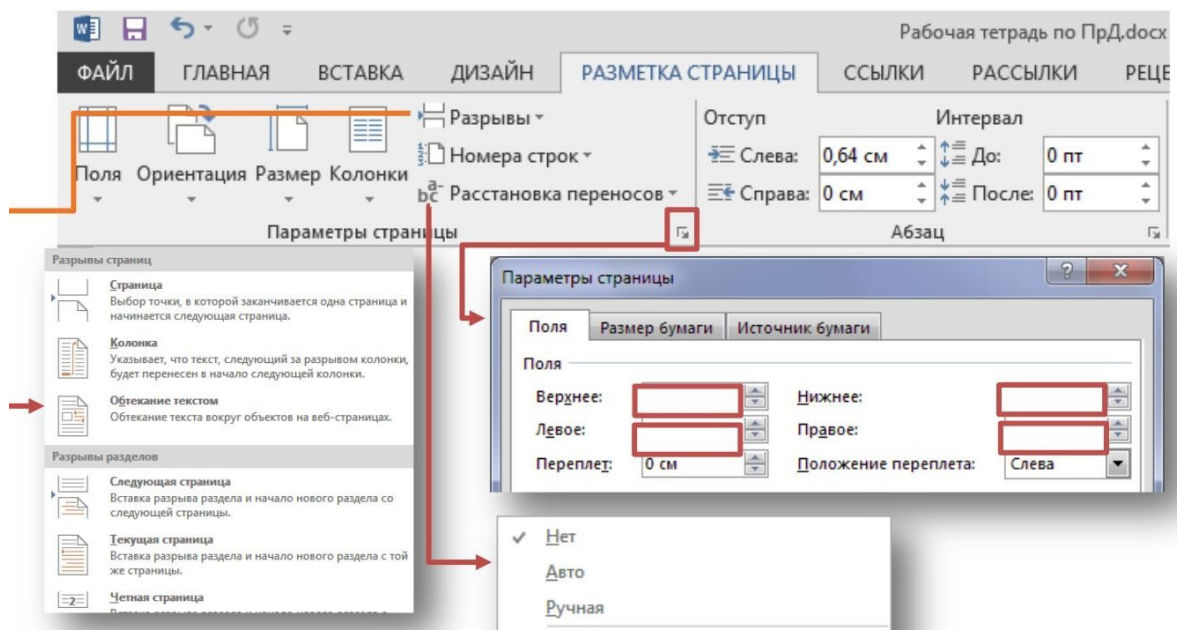 Рабочая тетрадь по ПрД.docx
ФАЙЛ ГЛАВНАЯ ВСТАВКА ДИЗАЙН РАЗМЕТКА СТРАНИЦЫ ССЫЛКИ РАССЫЛКИ РЕЦЕ
Разрывы Отступ Интервал
Номера строк Слева: 0,64 см До: 0 пт
Поля Ориентация Размер Колонки
Расстановка переносов Справа: 0 см После: 0 пт
Параметры страницы Абзац
Разрывы страниц
Страница
Выбор точки, в которой заканчивается одна страница и
начинается следующая страница.
Колонка
Указывает, что текст, следующий за разрывом колонки,
будет перенесен в начало следующей колонки.
Обтекание текстом
Обтекание текста вокруг объектов на веб-страницах.
Разрывы разделов
Следующая страница
Вставка разрыва раздела и начало нового раздела со
следующей страницы.
Текущая страница
Вставка разрыва раздела и начало нового раздела с той
же страницы.
Четная страница
Параметры страницы
Поля Размер бумаги Источник бумаги
Поля
Верхнее: Нижнее:
Левое: Правое:
Переплет: 0 см Положение переплета: Слева
Нет
Авто
Ручная